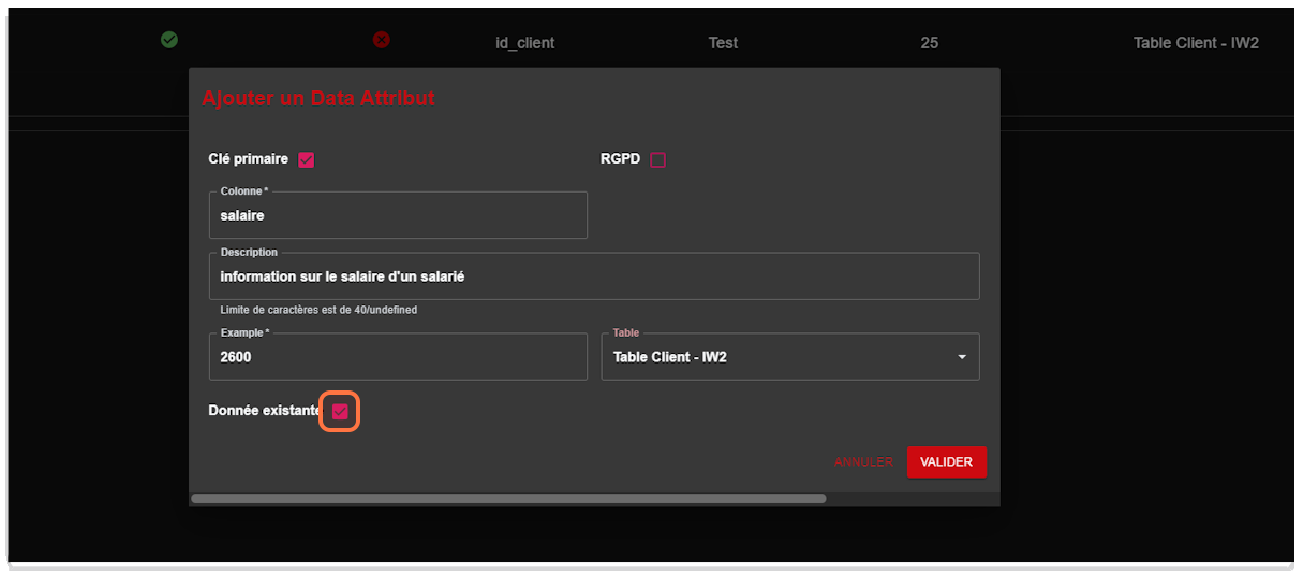 id_client Test 25 Table Client - IW2
Ajouter un Data Attribut
Clé primaire RGPD
Colonne *
salaire
Description
information sur le salaire d'un salarié
Limite de caractères est de 40/undefined
Example * Table
2600 Table Client - IW2
Donnée existante
ANNULER VALIDER